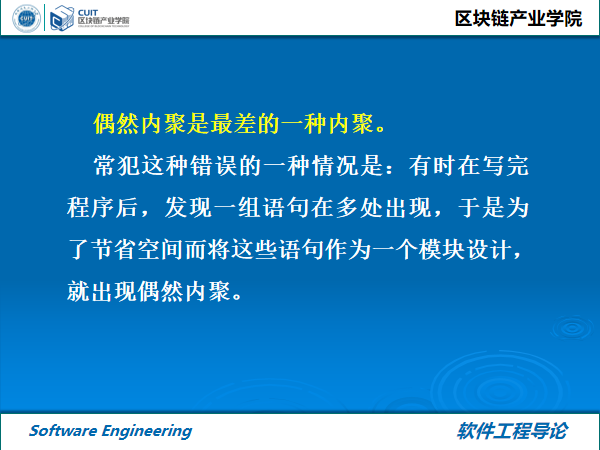 CUIT
区块链产业学院
区块链产业学院
偶然内聚是最差的一种内聚。
常犯这种错误的一种情况是：有时在写完
程序后，发现一组语句在多处出现，于是为
了节省空间而将这些语句作为一个模块设计，
就出现偶然内聚。
Software Engineering
软件工程导论